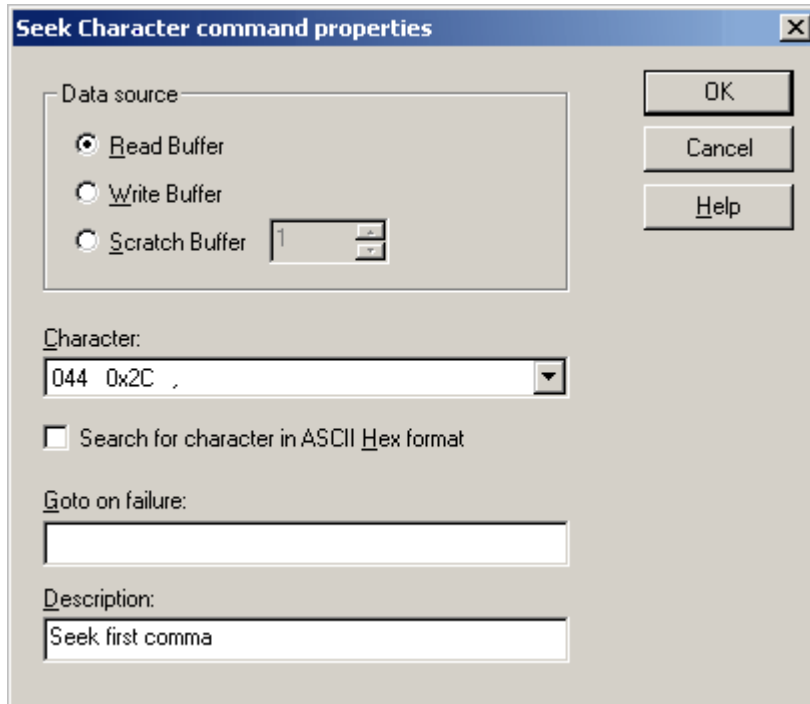 Seek Character command properties
Data source
Read Buffer
Write Buffer
Scratch Buffer 1
OK
Cancel
Help
Character:
044 0x2C ,
Search for character in ASCII Hex format
Goto on failure:
Description:
Seek first comma